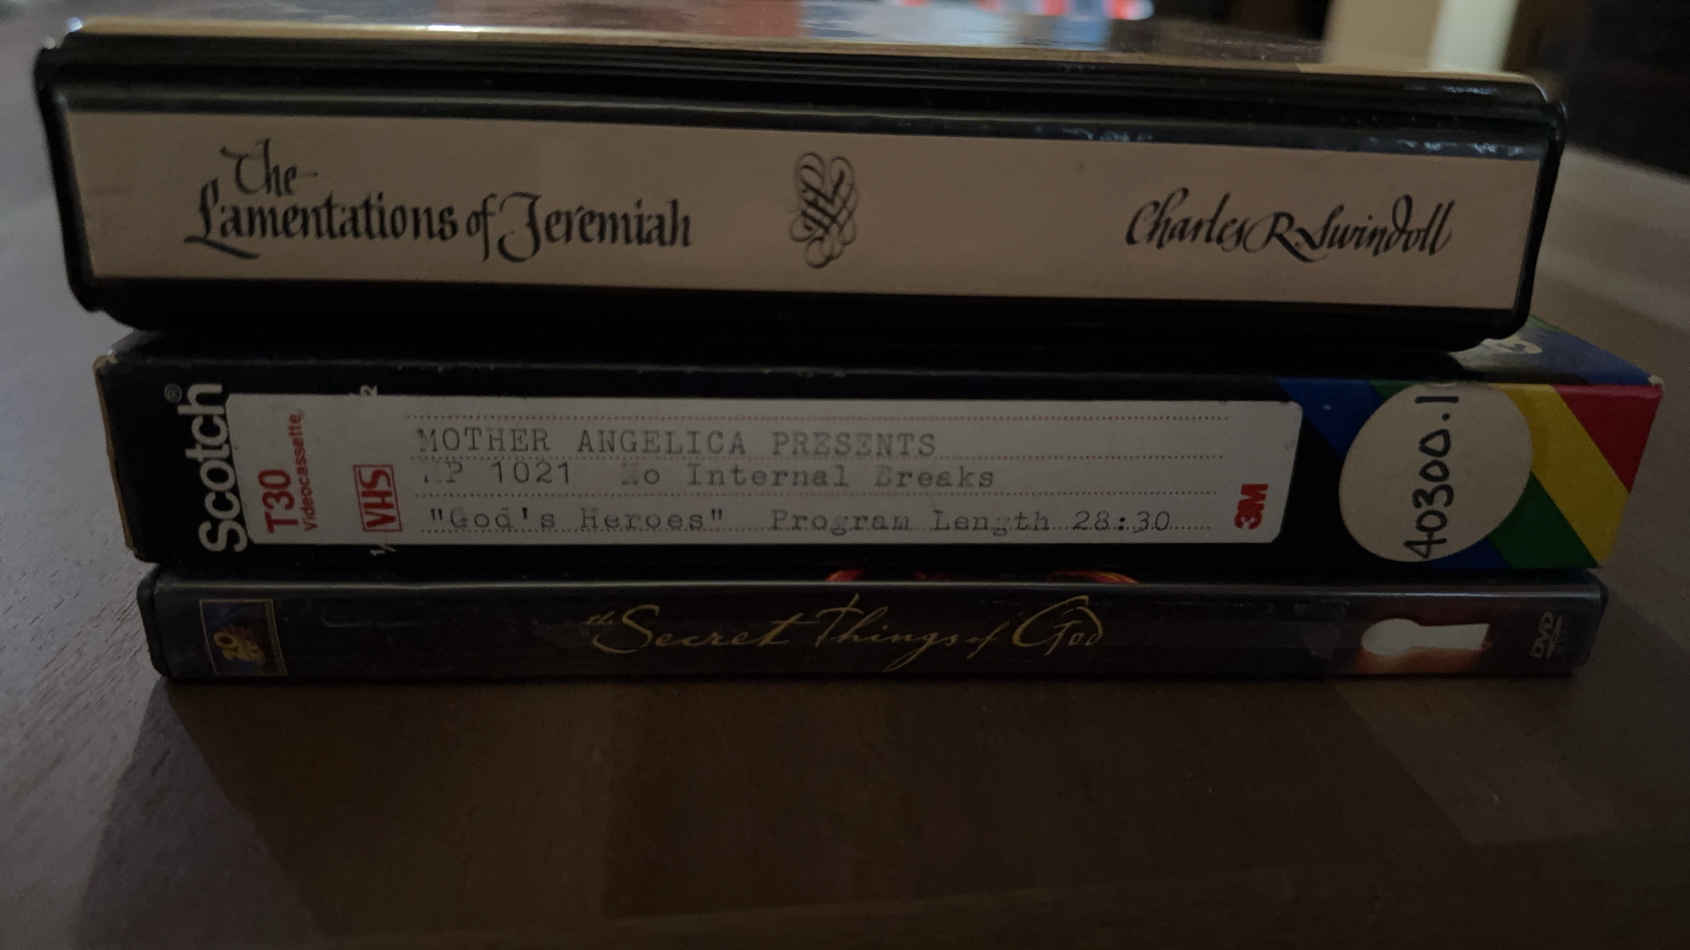 The
Lamentations of Jeremiah
Charles R. Swindoll
Scotch®
T30
Videocassette
VHS
MOTHER ANGELICA PRESENTS
1021 No Internal Breaks
"God's Heroes" Program Length 28:30
3M
40300.1
the Secret Things of God
DVD